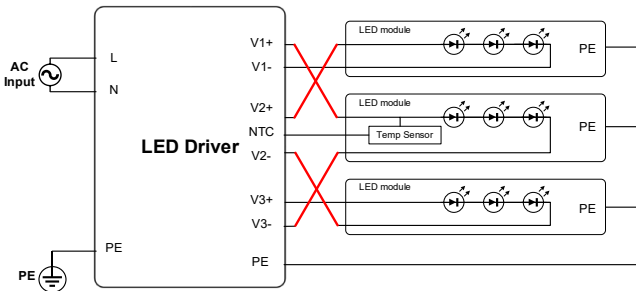 LED module
V1+
PE
L
AC
Input
V1-
N
V2+
LED module
NTC
Temp Sensor
PE
LED Driver
V2-
LED module
V3+
PE
V3-
PE
PE
PE